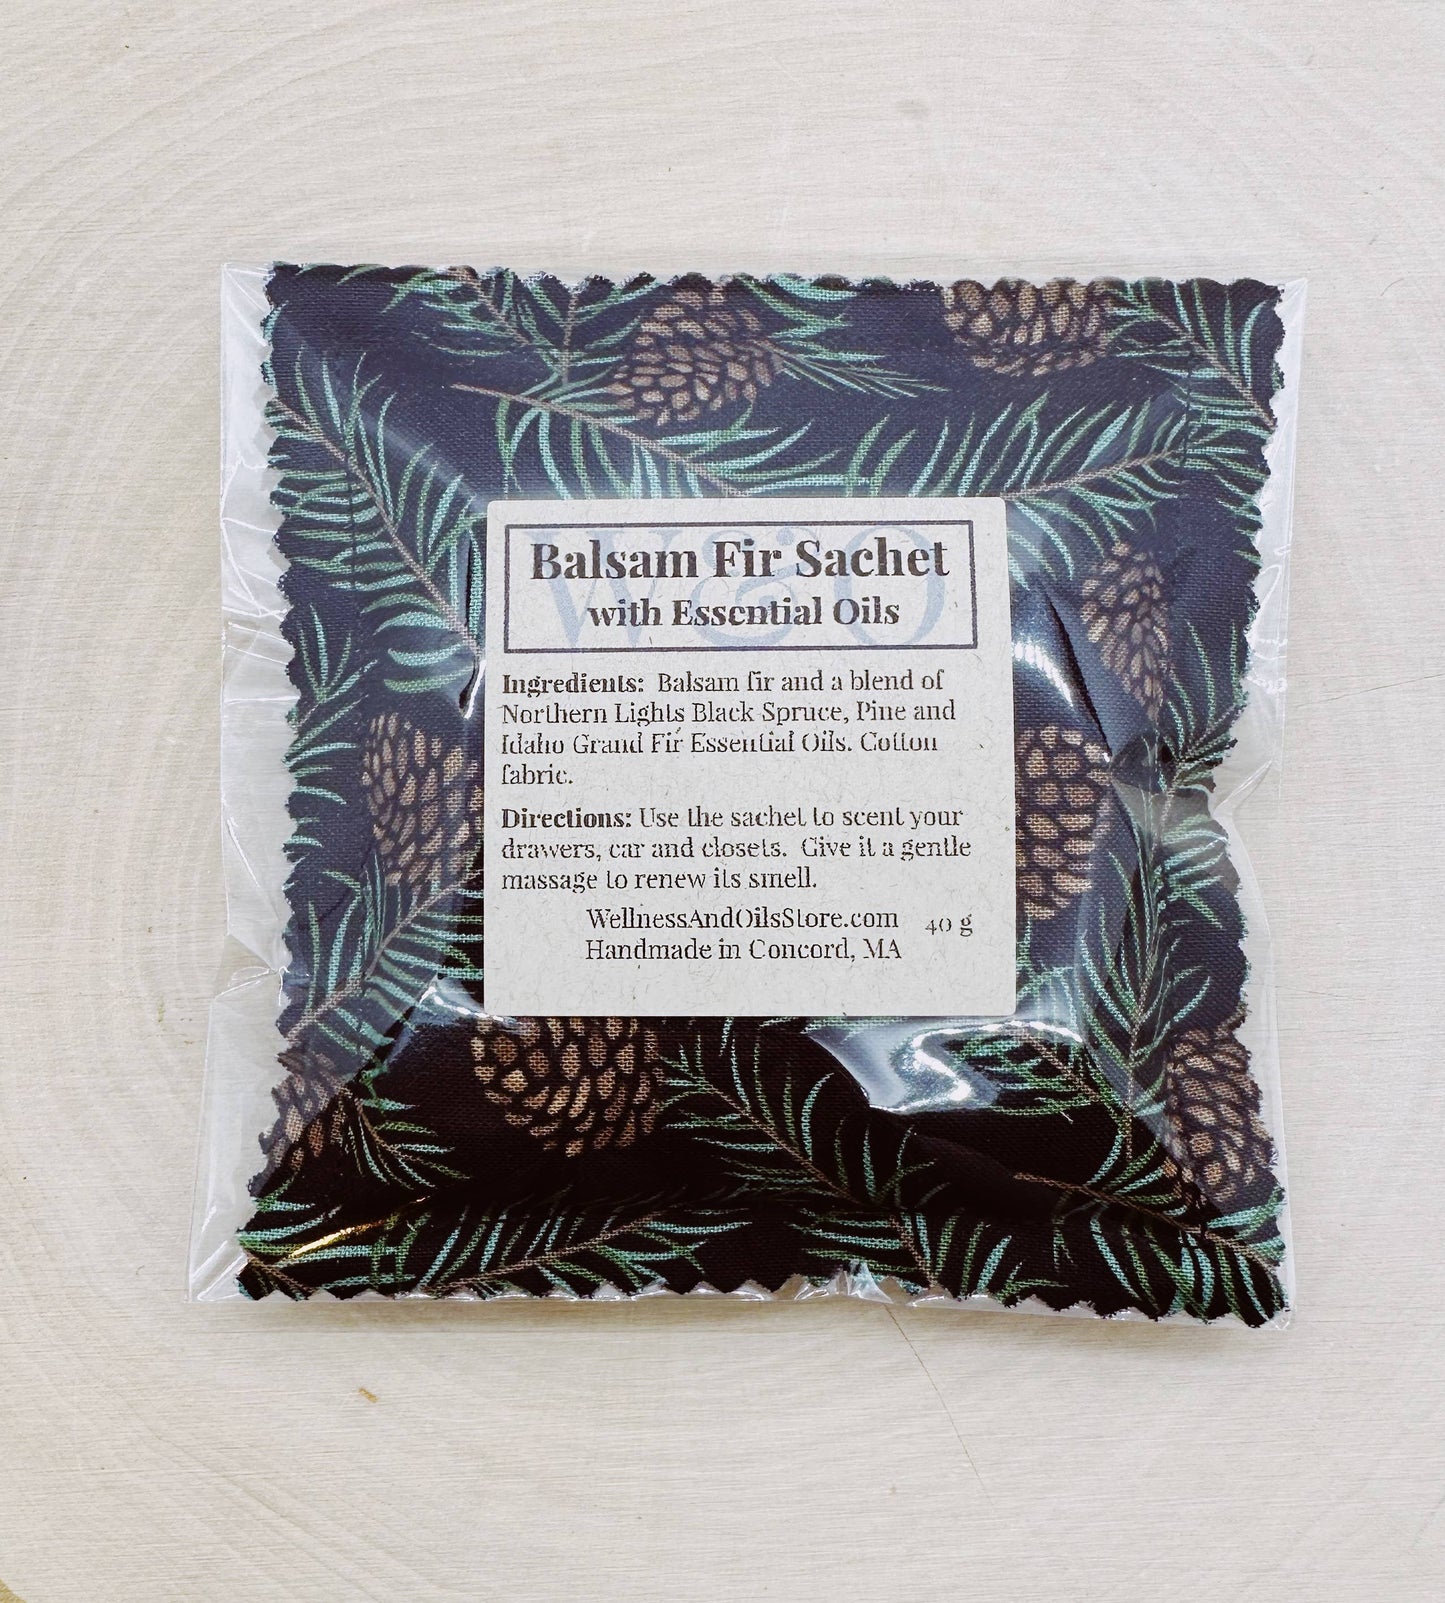 W&O
Balsam Fir Sachet
with Essential Oils
Ingredients: Balsam fir and a blend of
Northern Lights Black Spruce, Pine and
Idaho Grand Fir Essential Oils. Cotton
fabric.
Directions: Use the sachet to scent your
drawers, car and closets. Give it a gentle
massage to renew its smell.
WellnessAndOilsStore.com 40 g
Handmade in Concord, MA